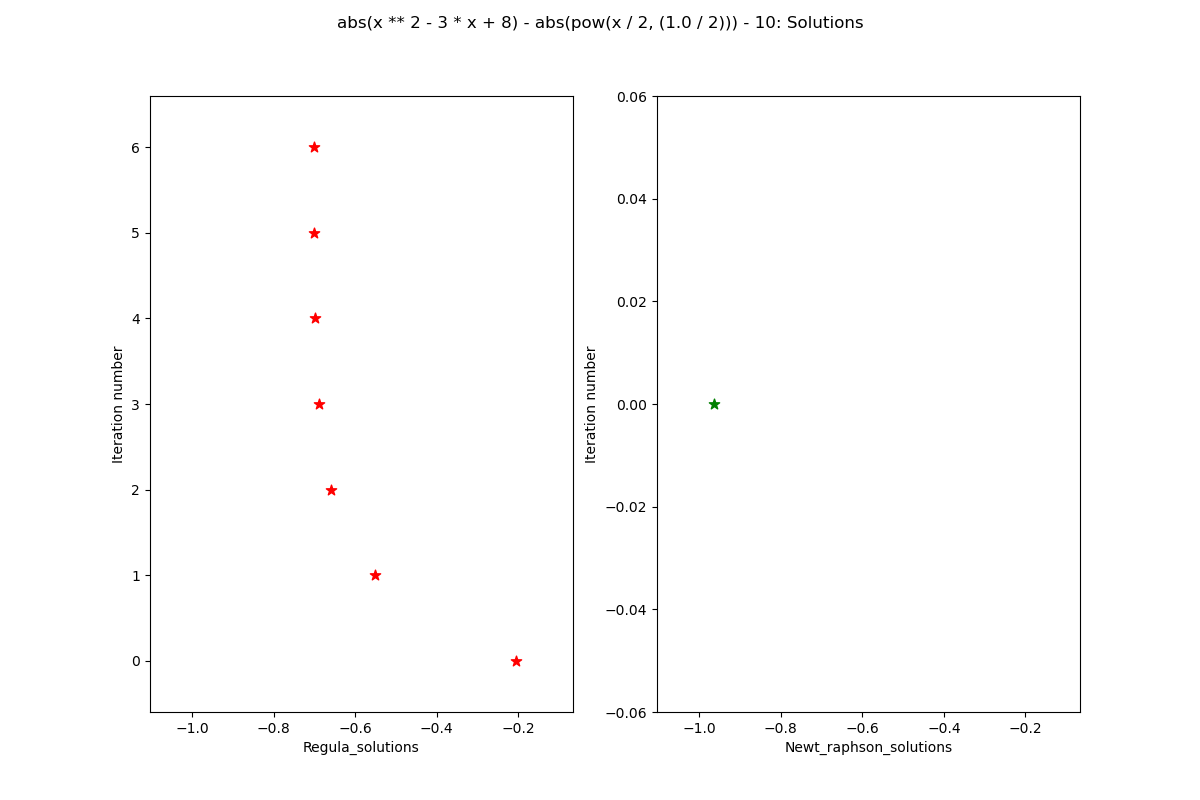 abs(x ** 2 - 3 * x + 8) - abs(pow(x / 2, (1.0 / 2))) - 10: Solutions
6
5
4
3
2
1
0
Iteration number
−1.0 −0.8 −0.6 −0.4 −0.2
Regula_solutions
0.06
0.04
0.02
0.00
−0.02
−0.04
−0.06
Iteration number
−1.0 −0.8 −0.6 −0.4 −0.2
Newt_raphson_solutions